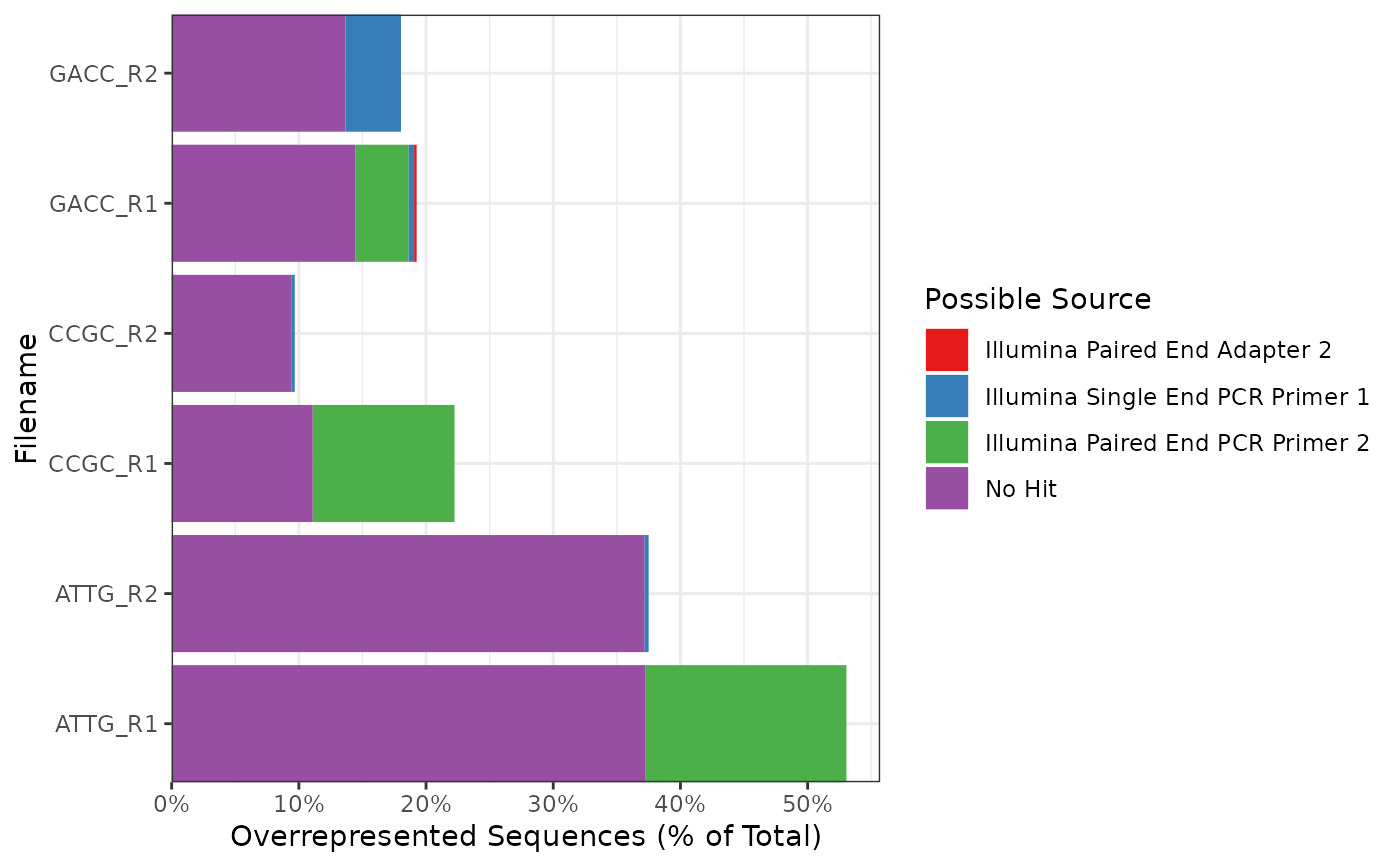 GACC_R2
GACC_R1
CCGC_R2
CCGC_R1
ATTG_R2
ATTG_R1
Filename
0% 10% 20% 30% 40% 50%
Overrepresented Sequences (% of Total)
Possible Source
Illumina Paired End Adapter 2
Illumina Single End PCR Primer 1
Illumina Paired End PCR Primer 2
No Hit